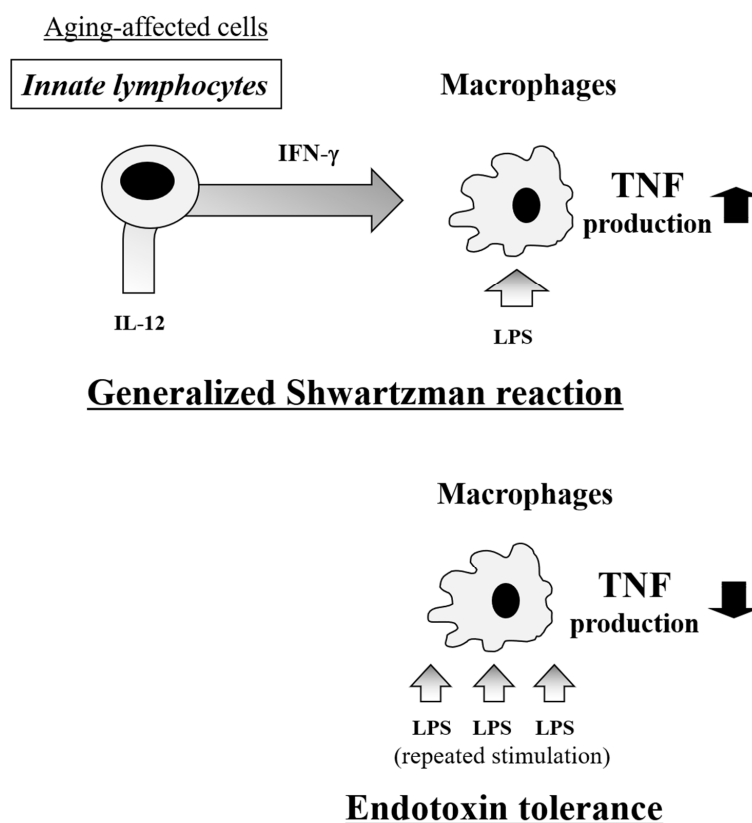 Aging-affected cells
Innate lymphocytes
Macrophages
IFN-γ
TNF
production
IL-12
LPS
Generalized Shwartzman reaction
Macrophages
TNF
production
LPS LPS LPS
(repeated stimulation)
Endotoxin tolerance